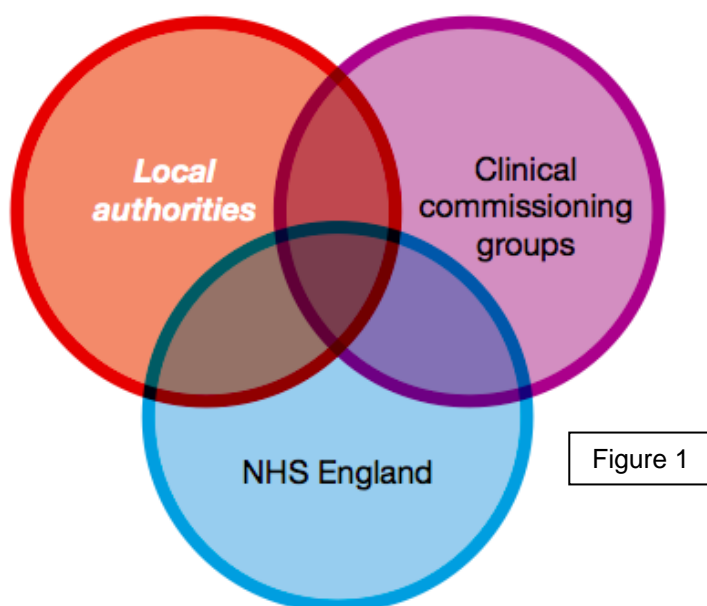 Local
authorities
Clinical
commissioning
groups
NHS England
Figure 1